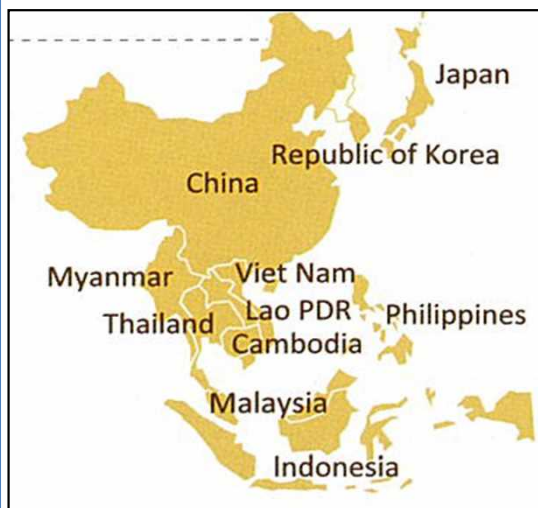 Japan
Republic of Korea
China
Myanmar
Viet Nam
Thailand
Lao PDR
Philippines
Cambodia
Malaysia
Indonesia